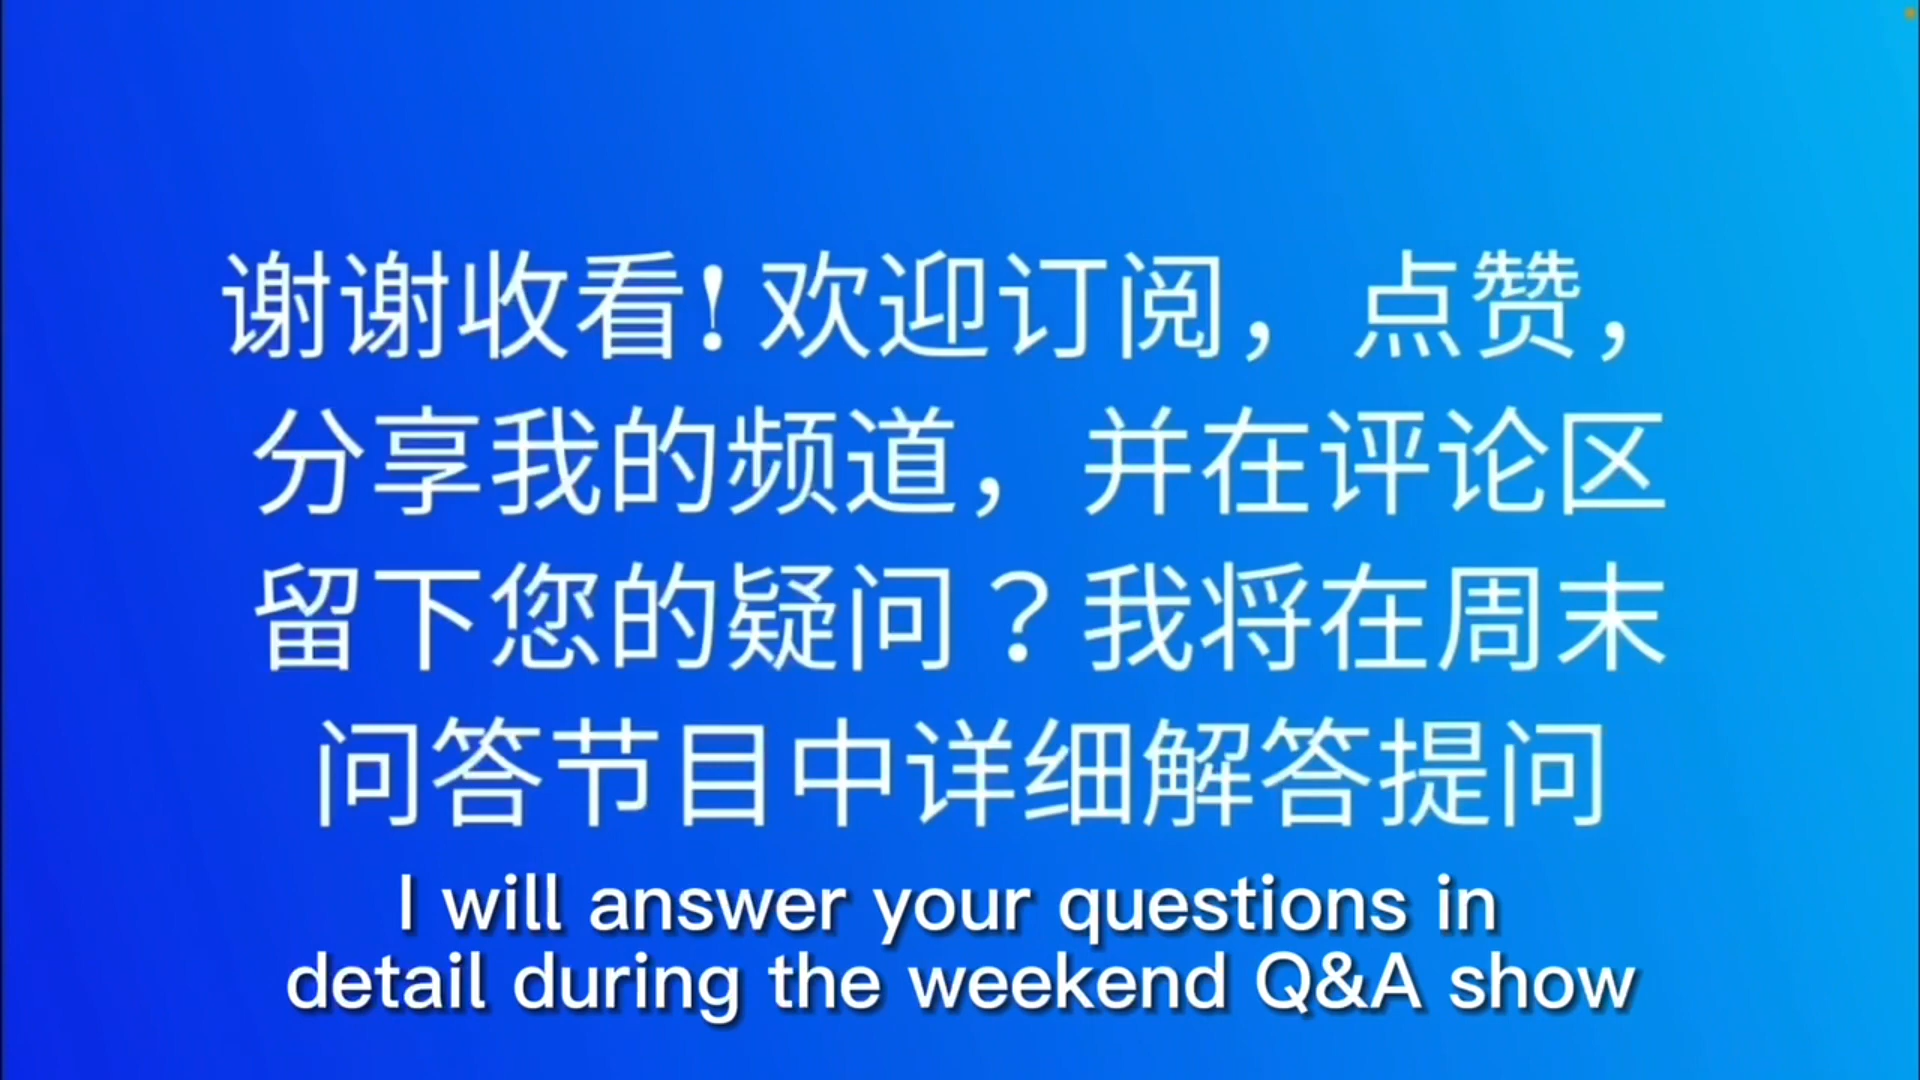 谢谢收看！欢迎订阅，点赞，
分享我的频道，并在评论区
留下您的疑问？我将在周末
问答节目中详细解答提问
I will answer your questions in
detail during the weekend Q&A show